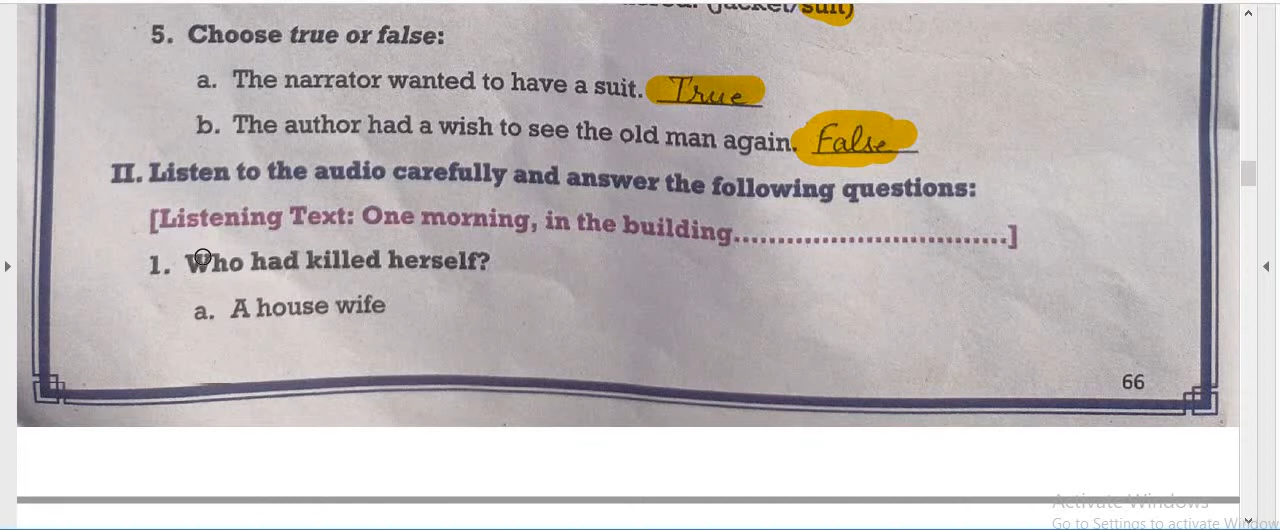 (jacket/suit)
5. Choose true or false:
a. The narrator wanted to have a suit. True
b. The author had a wish to see the old man again. False
II. Listen to the audio carefully and answer the following questions:
[Listening Text: One morning, in the building..............................]
1. Who had killed herself?
a. A house wife
66
Activate Windows
Go to Settings to activate Windows